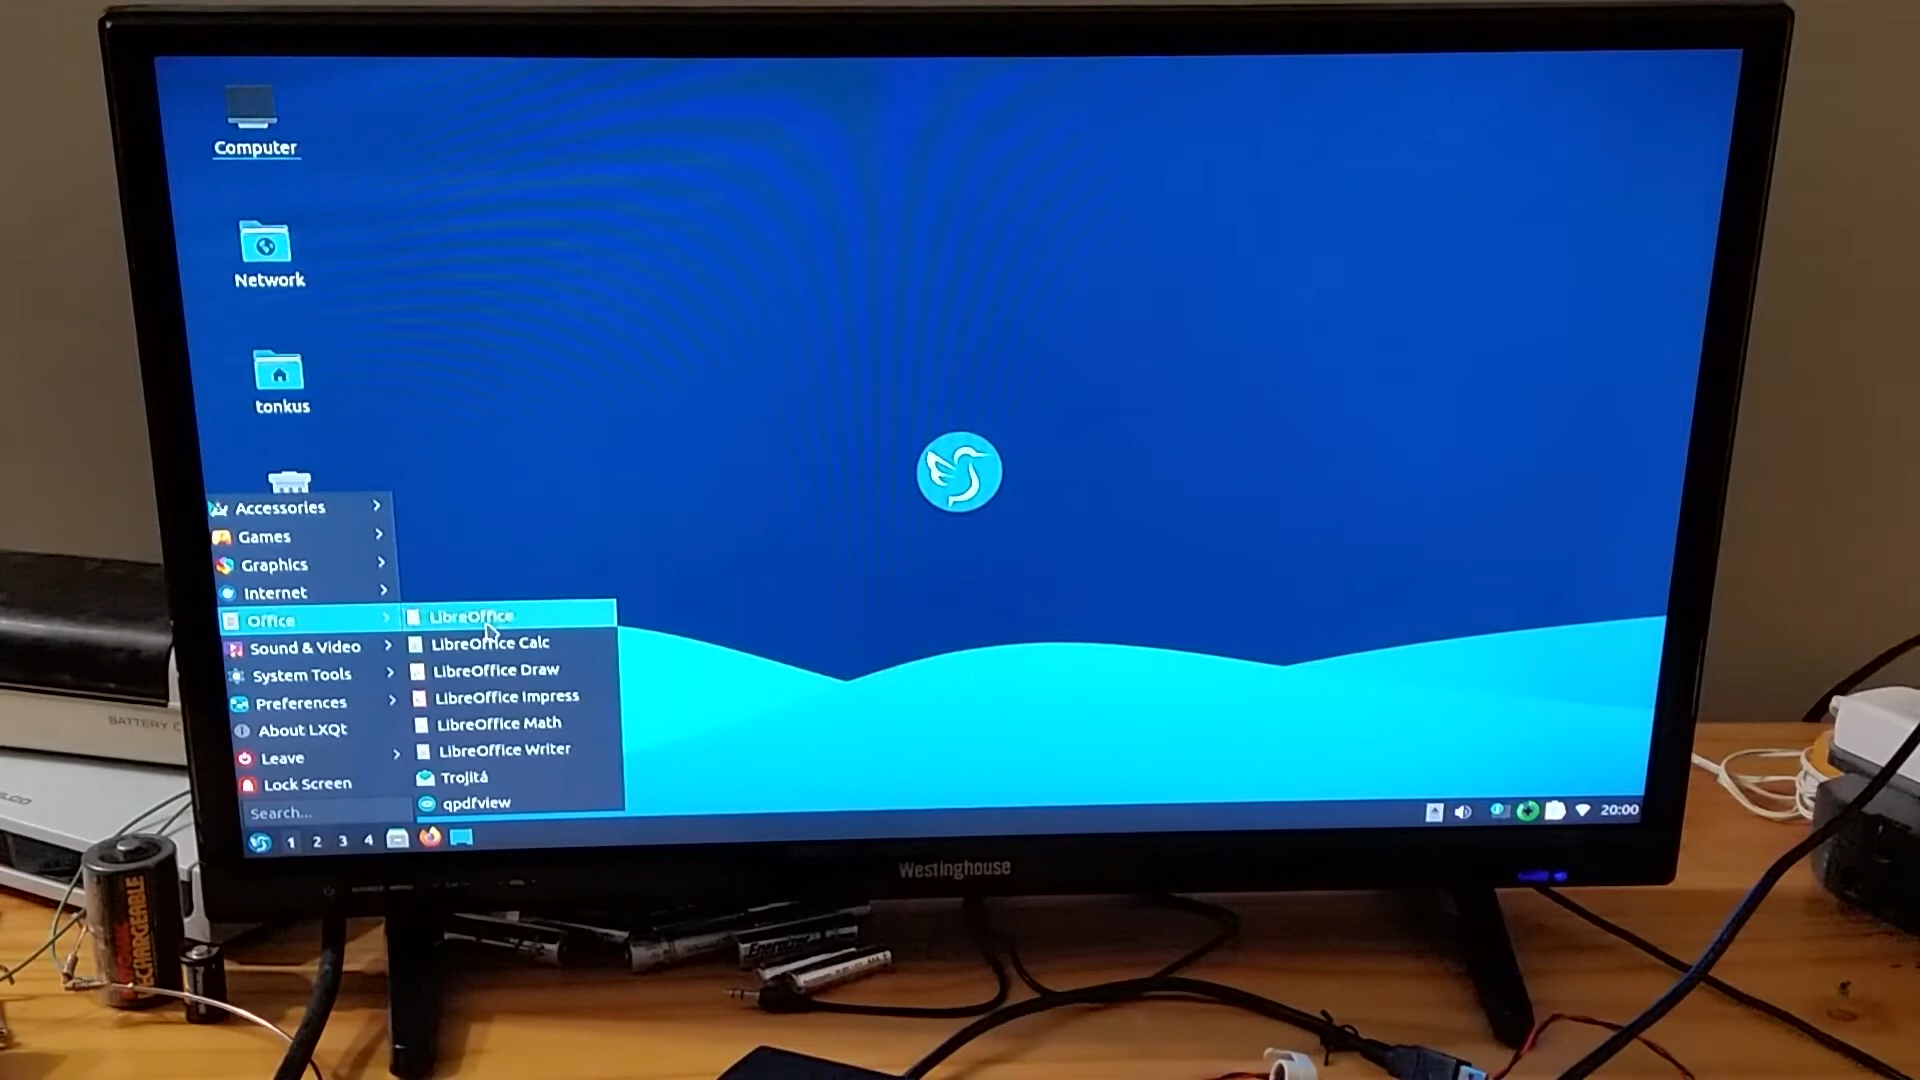 Computer
Network
tonkus
Accessories
Games
Graphics
Internet
Office
Sound & Video
System Tools
Preferences
About LXQt
Leave
Lock Screen
Search...
LibreOffice
LibreOffice Calc
LibreOffice Draw
LibreOffice Impress
LibreOffice Math
LibreOffice Writer
Trojitá
qpdfview
1 2 3 4
20:00
Westinghouse
BATTERY C
RECHARGEABLE
Energizer